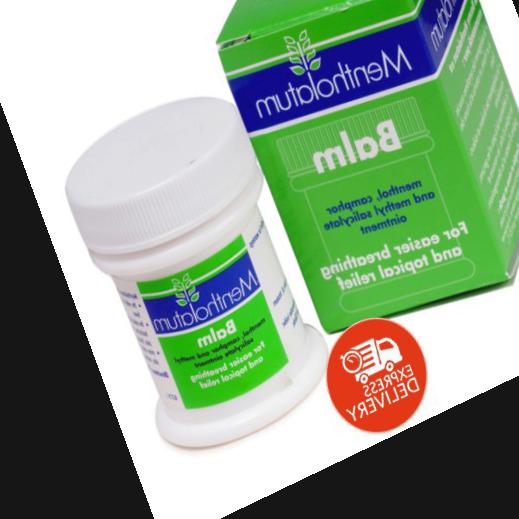 Mentholatum
Balm
menthol, camphor
and methyl salicylate
ointment
For easier breathing
and topical relief
Mentholatum
Mentholatum
Balm
menthol, camphor and methyl
salicylate ointment
For easier breathing
and topical relief
EXPRESS
DELIVERY